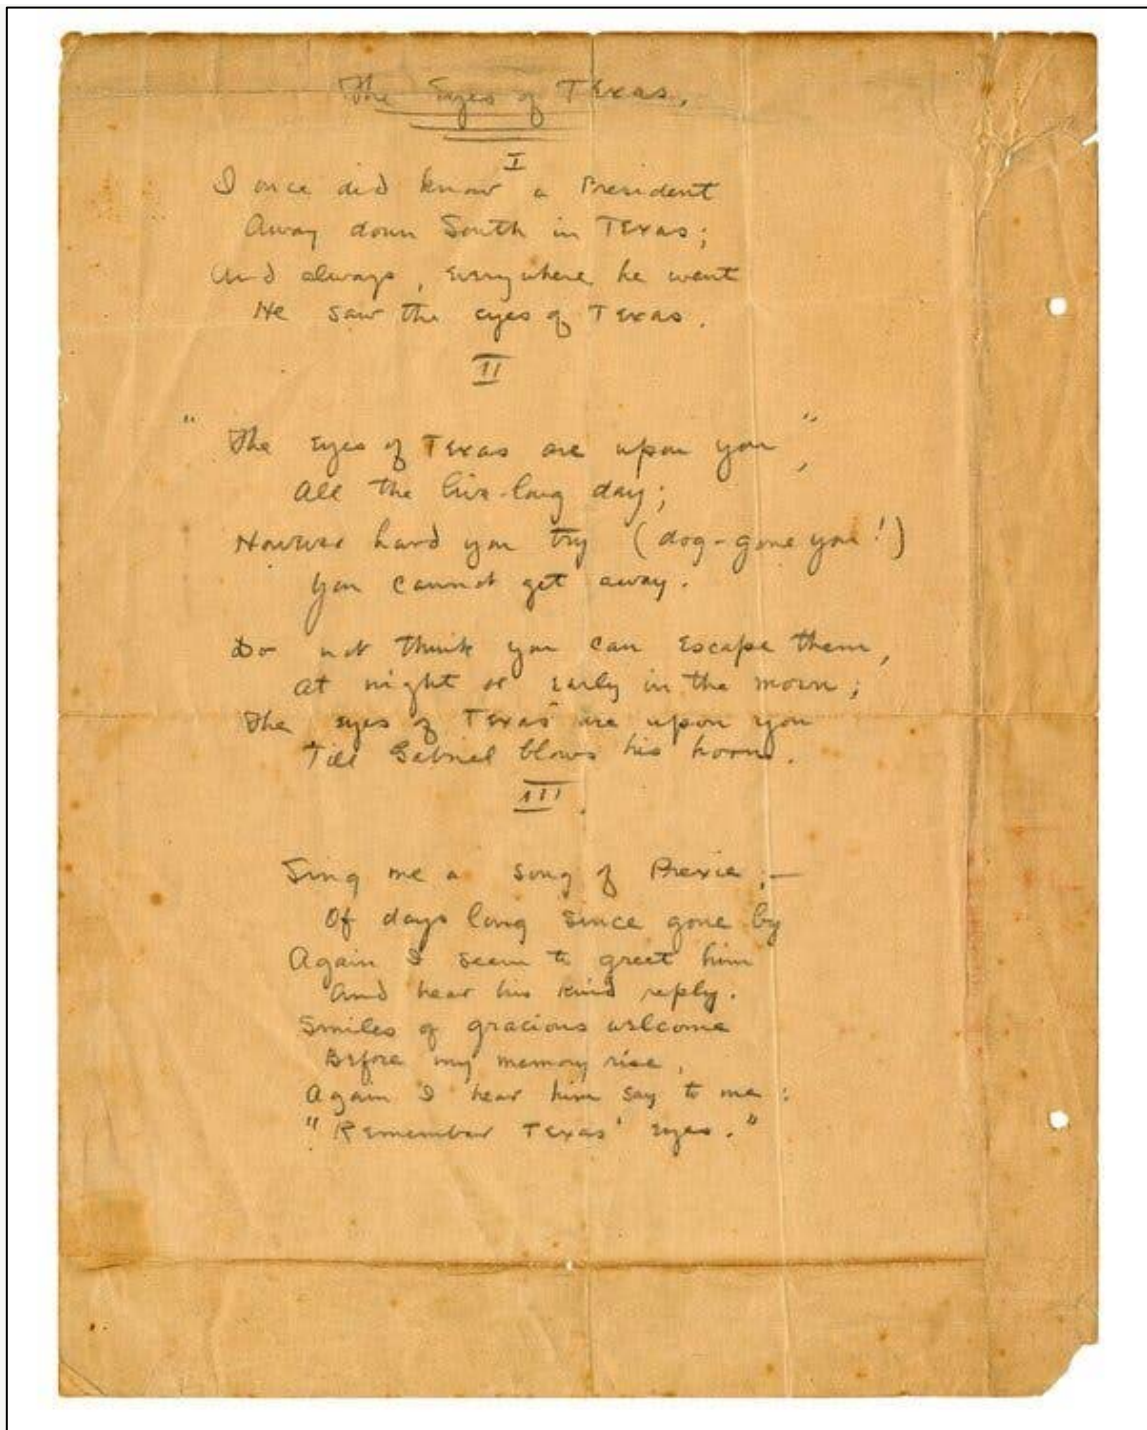 The Eyes of Texas.
I
I once did know a President
Away down South in Texas;
And always, everywhere he went
He saw the eyes of Texas.
II
"The eyes of Texas are upon you",
All the live-long day;
However hard you try (dog-gone you!)
You cannot get away.
Do not think you can escape them,
At night or early in the morn;
The eyes of Texas are upon you
Till Gabriel blows his horn.
III.
Sing me a song of Prexie;—
Of days long since gone by
Again I seem to greet him
And hear his kind reply.
Smiles of gracious welcome
Before my memory rise,
Again I hear him say to me:
"Remember Texas' eyes."